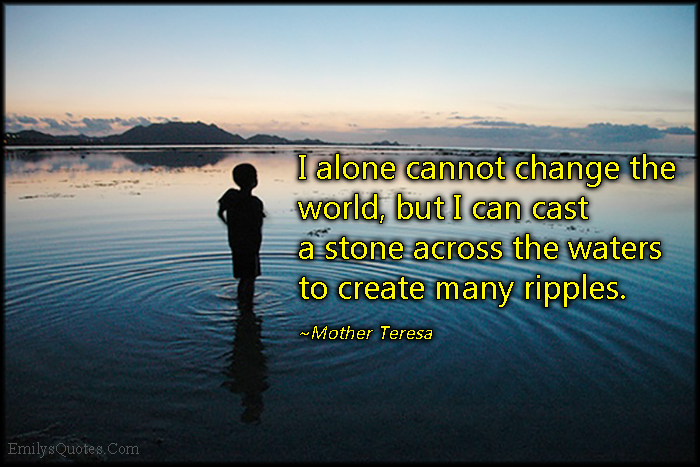 I alone cannot change the
world, but I can cast
a stone across the waters
to create many ripples.
~Mother Teresa
EmilysQuotes.Com